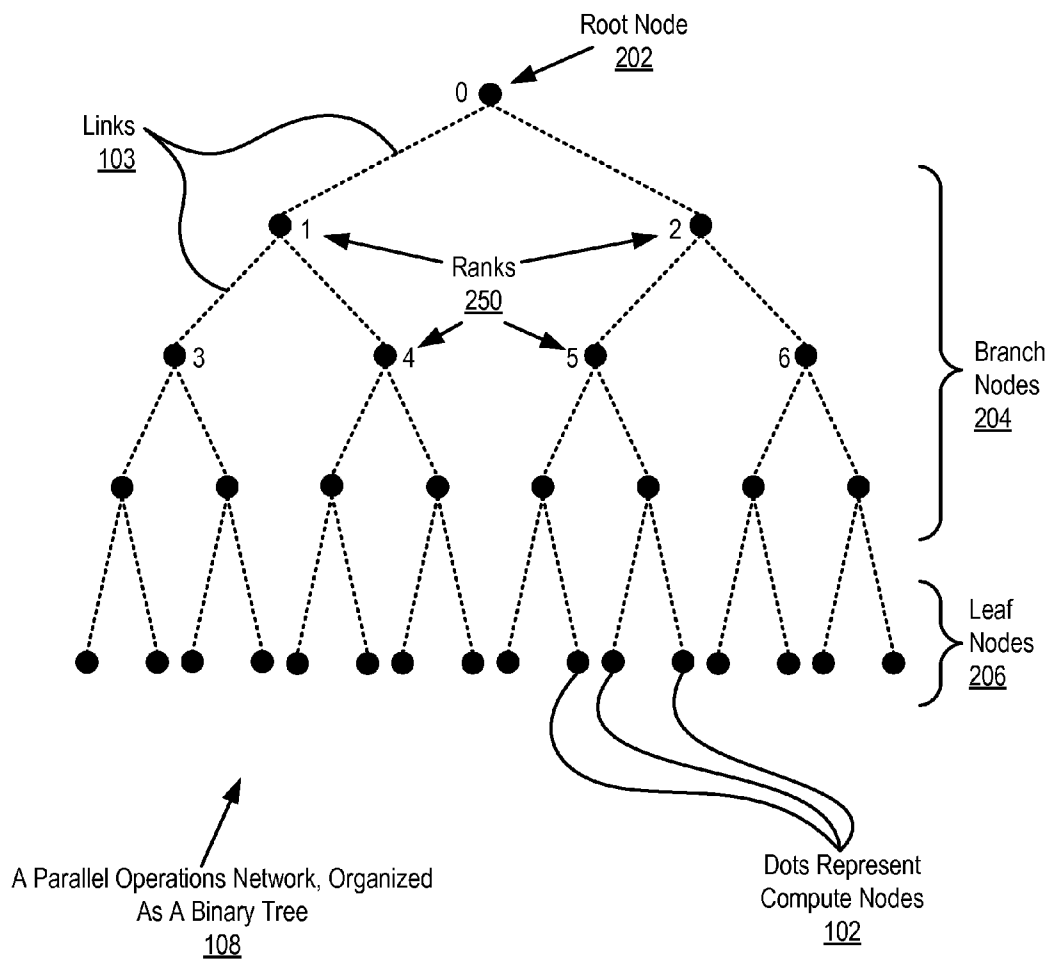 Root Node
202
0
Links
103
1
2
Ranks
250
3
4
5
6
Branch
Nodes
204
Leaf
Nodes
206
A Parallel Operations Network, Organized
As A Binary Tree
108
Dots Represent
Compute Nodes
102